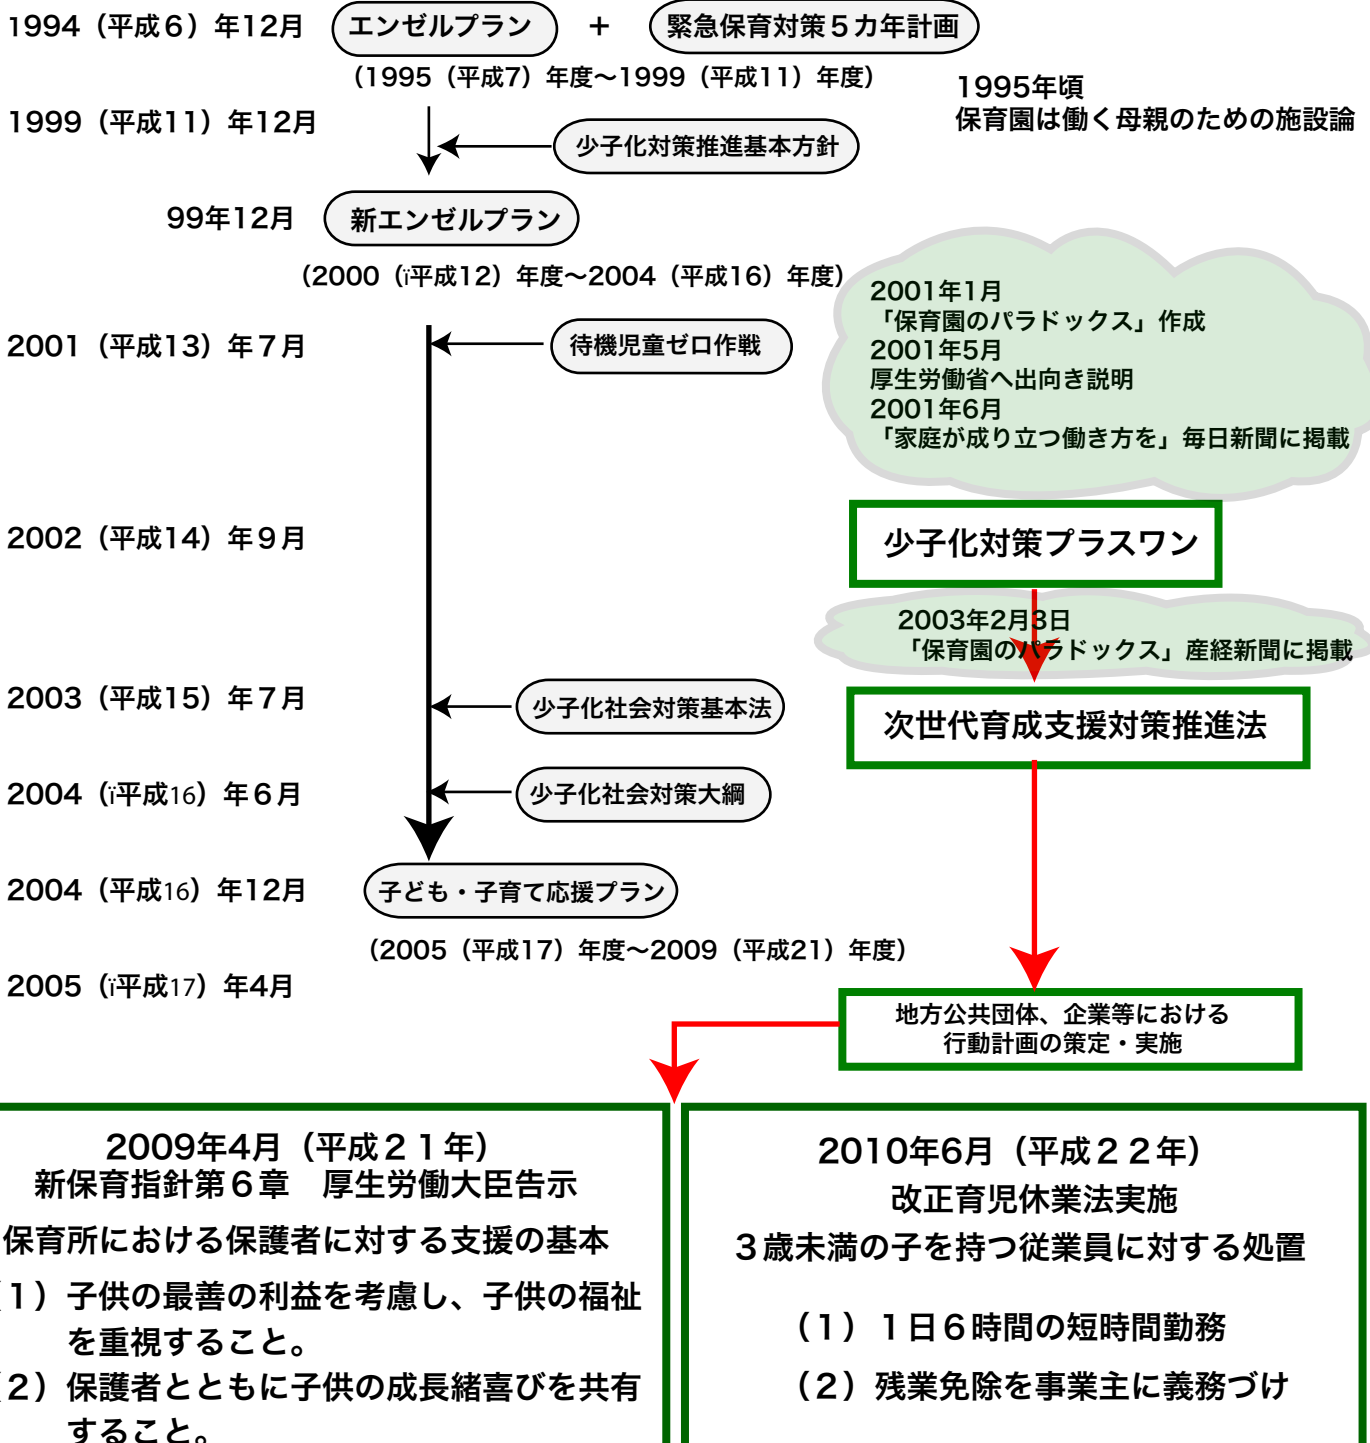 1994（平成６）年12月 エンゼルプラン ＋ 緊急保育対策５カ年計画
（1995（平成7）年度～1999（平成11）年度）
1995年頃
保育園は働く母親のための施設論
1999（平成11）年12月
少子化対策推進基本方針
99年12月 新エンゼルプラン
（2000（ï平成12）年度～2004（平成16）年度）
2001年1月
「保育園のパラドックス」作成
2001年5月
厚生労働省へ出向き説明
2001年6月
「家庭が成り立つ働き方を」毎日新聞に掲載
2001（平成13）年７月 待機児童ゼロ作戦
2002（平成14）年９月 少子化対策プラスワン
2003年2月3日
「保育園のパラドックス」産経新聞に掲載
2003（平成15）年７月 少子化社会対策基本法 次世代育成支援対策推進法
2004（ï平成16）年６月 少子化社会対策大綱
2004（平成16）年12月 子ども・子育て応援プラン
（2005（平成17）年度～2009（平成21）年度）
2005（ï平成17）年4月
地方公共団体、企業等における
行動計画の策定・実施
2009年4月（平成２１年）
新保育指針第６章　厚生労働大臣告示
保育所における保護者に対する支援の基本
（１）子供の最善の利益を考慮し、子供の福祉
を重視すること。
（２）保護者とともに子供の成長緒喜びを共有
すること。
2010年6月（平成２２年）
改正育児休業法実施
３歳未満の子を持つ従業員に対する処置
（１）１日６時間の短時間勤務
（２）残業免除を事業主に義務づけ